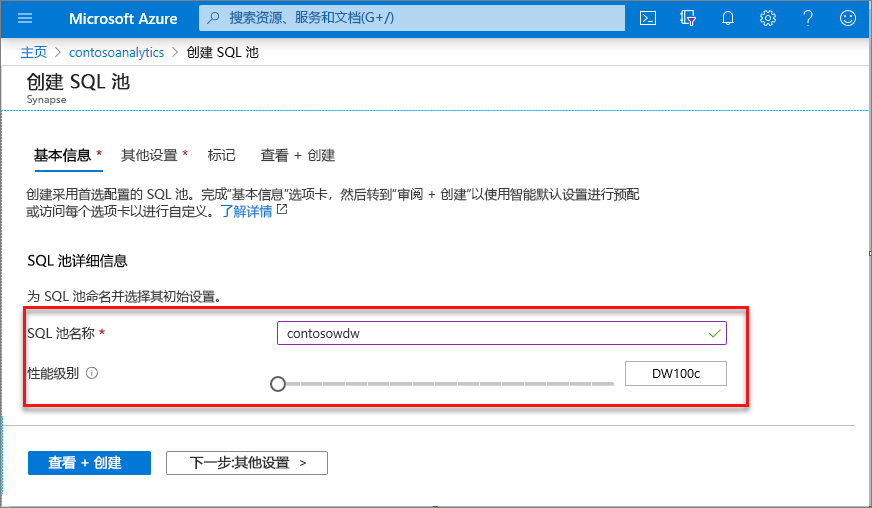 Microsoft Azure 搜索资源、服务和文档(G+/)
主页 > contosoanalytics > 创建 SQL 池
创建 SQL 池
Synapse
基本信息 * 其他设置 * 标记 查看 + 创建
创建采用首选配置的 SQL 池。完成“基本信息”选项卡，然后转到“审阅 + 创建”以使用智能默认设置进行预配
或访问每个选项卡以进行自定义。了解详情
SQL 池详细信息
为 SQL 池命名并选择其初始设置。
SQL 池名称 * contosowdw
性能级别 DW100c
查看 + 创建 下一步:其他设置 >